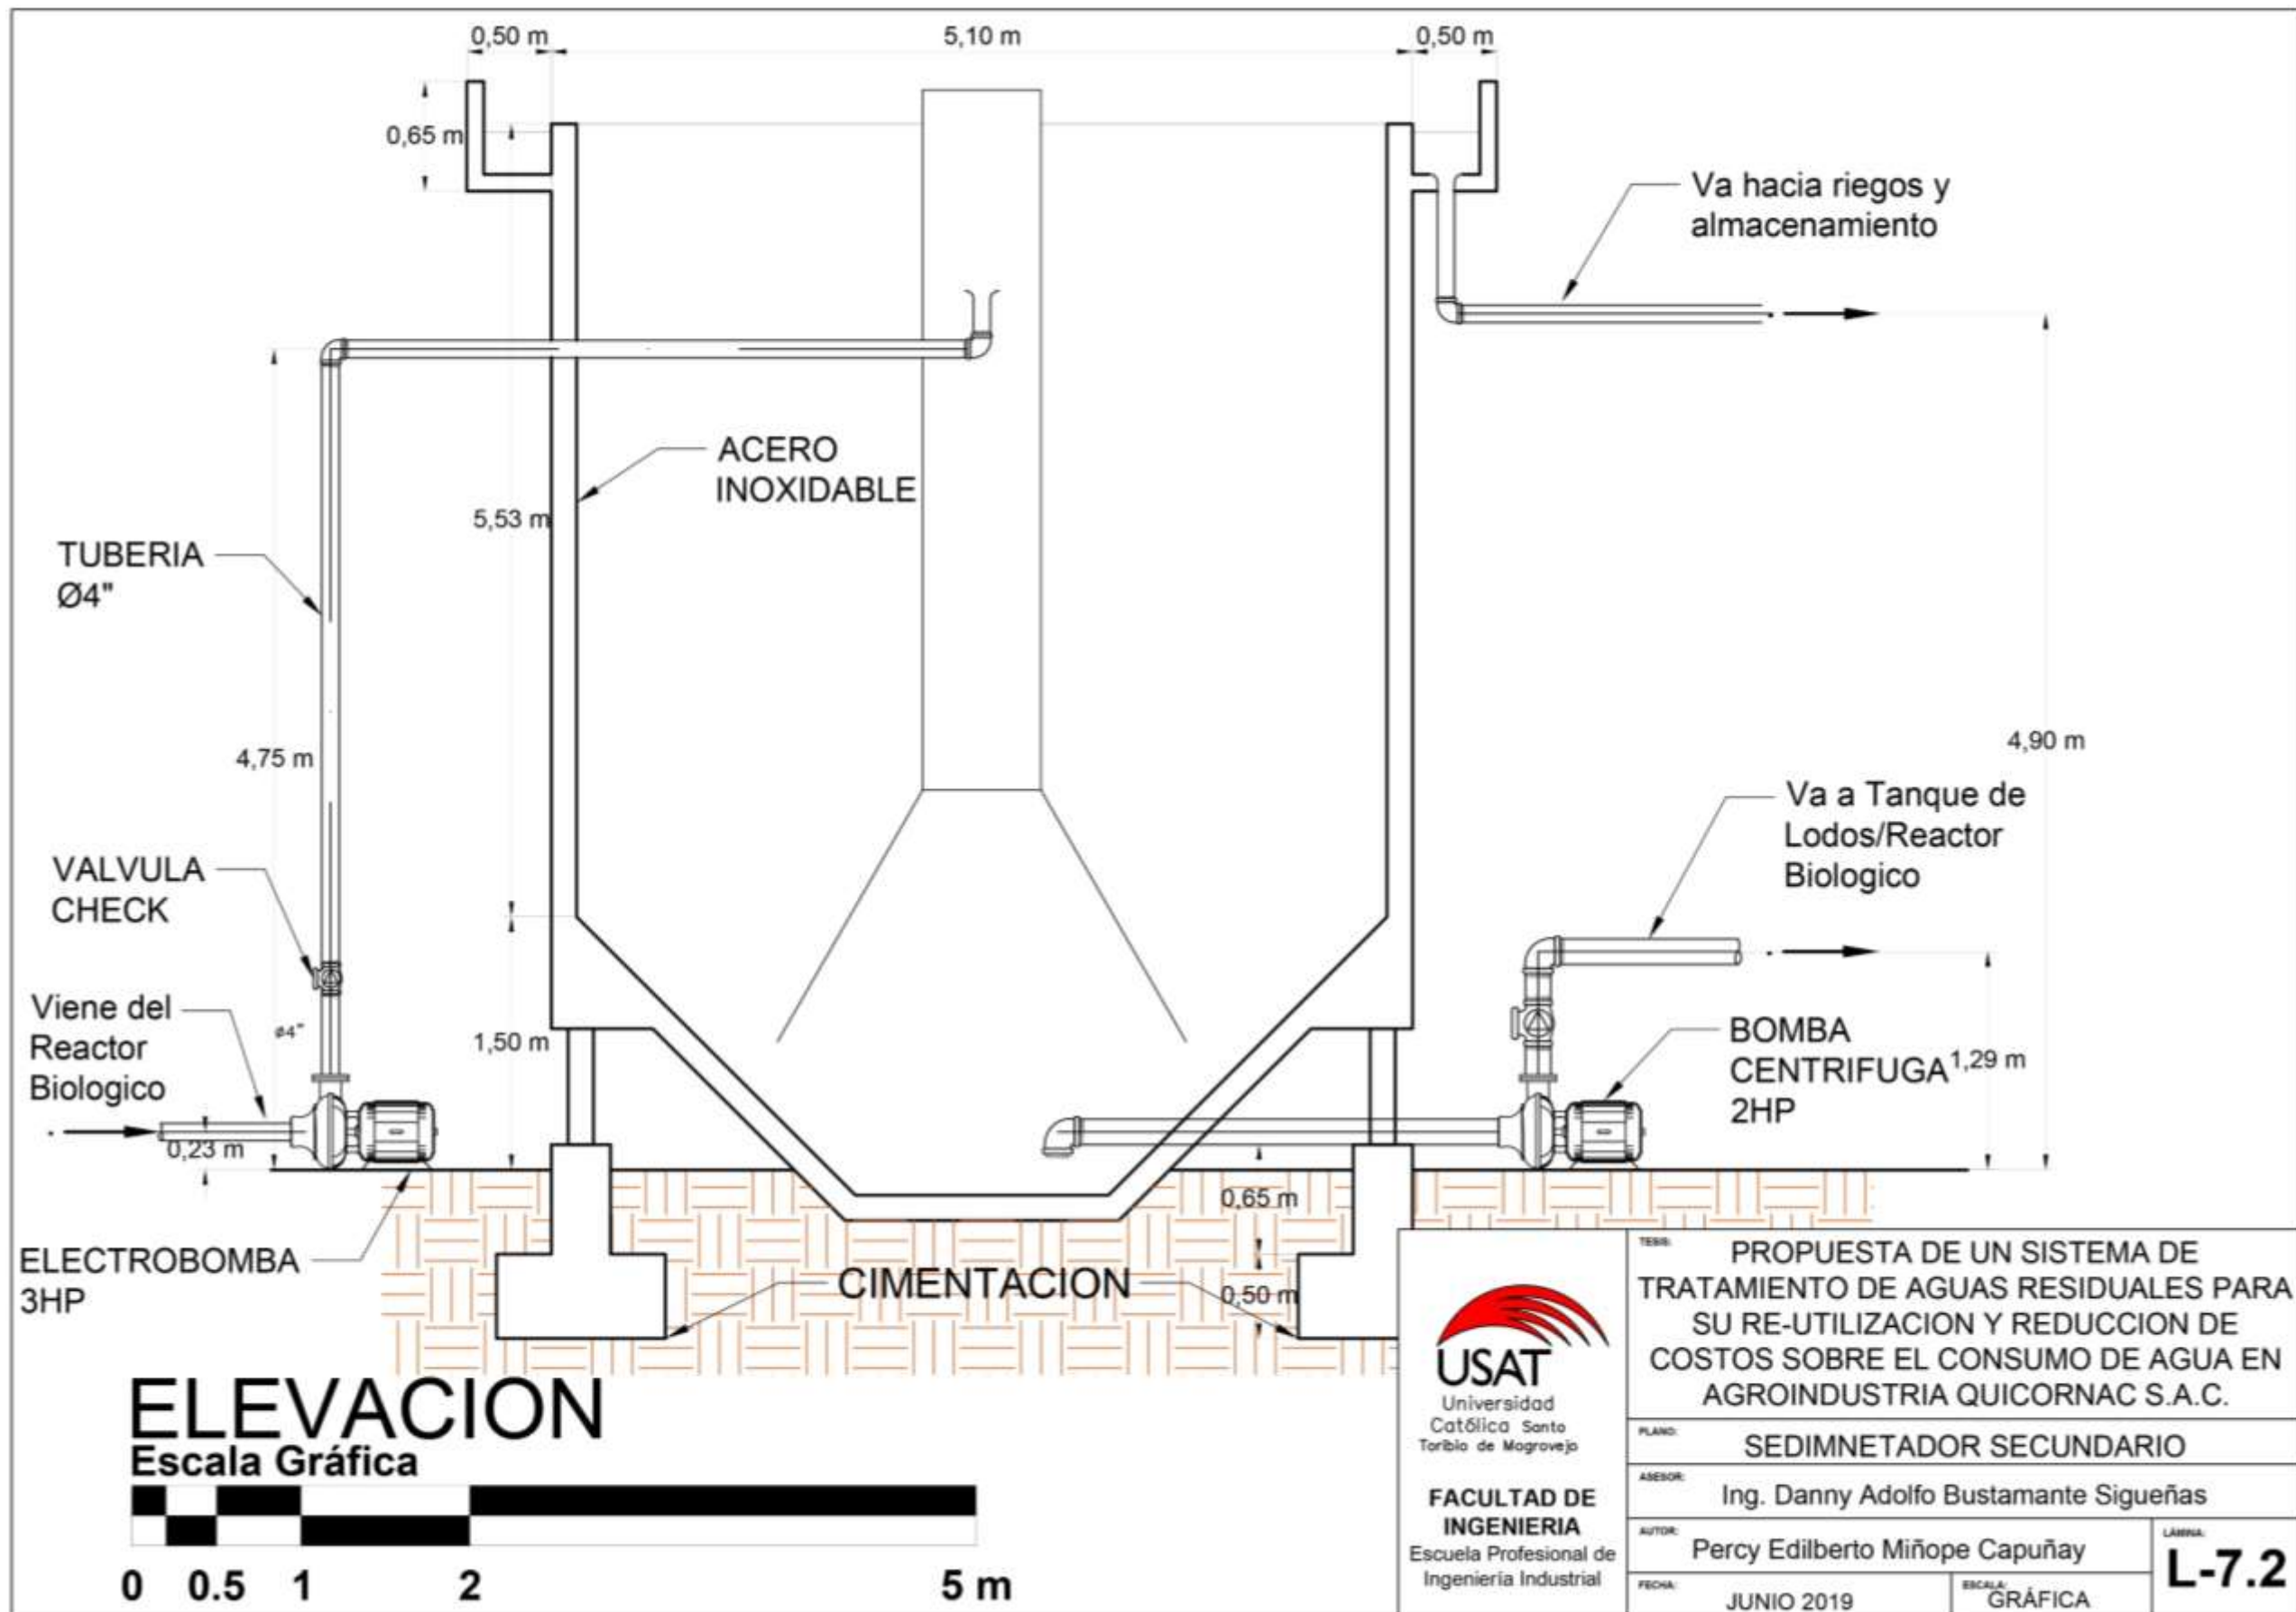 0,50 m
5,10 m
0,50 m
0,65 m
Va hacia riegos y
almacenamiento
ACERO
INOXIDABLE
5,53 m
TUBERIA
Ø4"
4,75 m
4,90 m
Va a Tanque de
Lodos/Reactor
Biologico
VALVULA
CHECK
Viene del
Reactor
Biologico
ø4"
1,50 m
BOMBA
CENTRIFUGA
2HP
1,29 m
0,23 m
0,65 m
ELECTROBOMBA
3HP
CIMENTACION
0,50 m
ELEVACION
Escala Gráfica
0 0.5 1 2 5 m
USAT
Universidad
Católica Santo
Toribio de Mogrovejo
FACULTAD DE
INGENIERIA
Escuela Profesional de
Ingeniería Industrial
TESIS:
PROPUESTA DE UN SISTEMA DE
TRATAMIENTO DE AGUAS RESIDUALES PARA
SU RE-UTILIZACION Y REDUCCION DE
COSTOS SOBRE EL CONSUMO DE AGUA EN
AGROINDUSTRIA QUICORNAC S.A.C.
PLANO:
SEDIMNETADOR SECUNDARIO
ASESOR:
Ing. Danny Adolfo Bustamante Sigueñas
AUTOR:
Percy Edilberto Miñope Capuñay
LÁMINA:
L-7.2
FECHA:
JUNIO 2019
ESCALA:
GRÁFICA